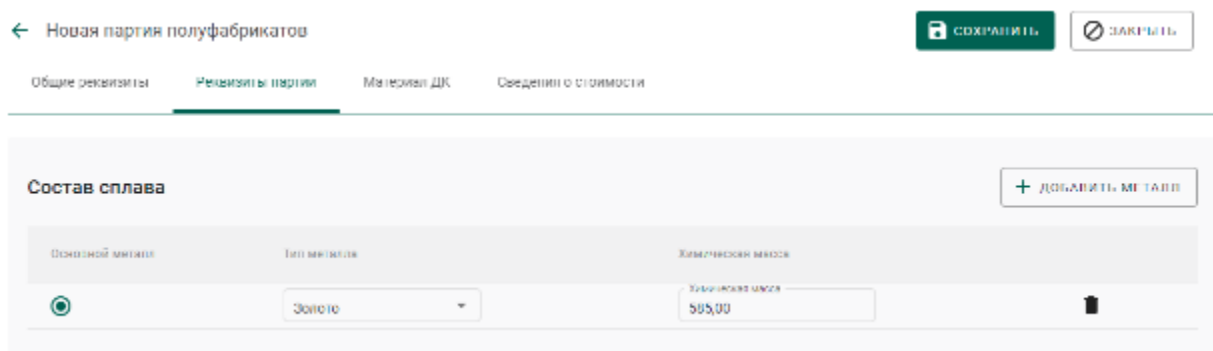 Новая партия полуфабрикатов
СОХРАНИТЬ
ЗАКРЫТЬ
Общие реквизиты
Реквизиты партии
Материал ДК
Сведения о стоимости
Состав сплава
ДОБАВИТЬ МЕТАЛЛ
Основной металл
Тип металла
Химическая масса
Золото
Химическая масса
585,00